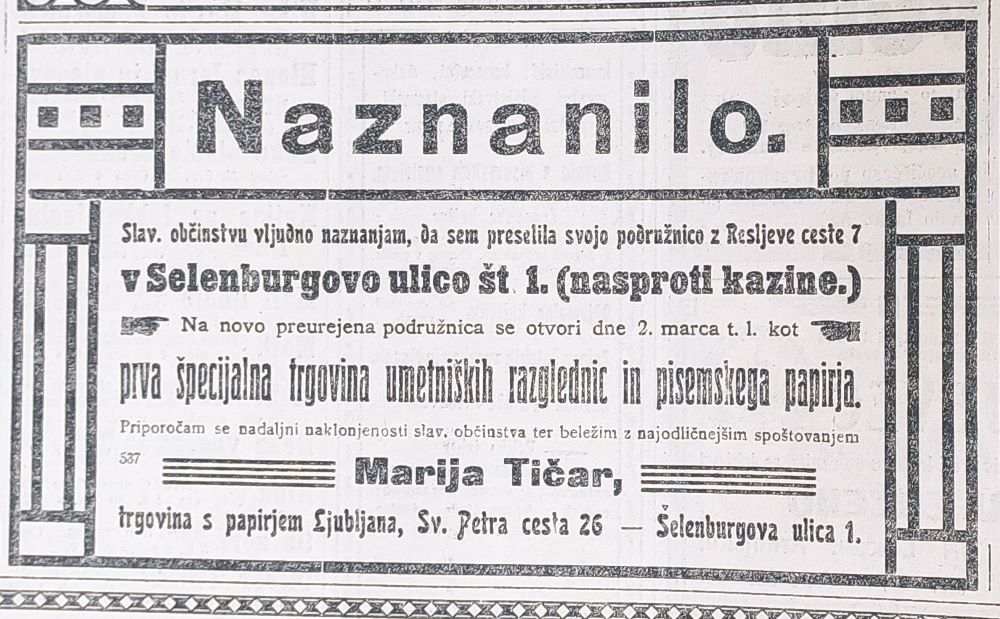 Naznanilo.
Slav. občinstvu vljudno naznanjam, da sem preselila svojo podružnico z Resljeve ceste 7
v Selenburgovo ulico št. 1. (nasproti kazine.)
Na novo preurejena podružnica se otvori dne 2. marca t. l. kot
prva špecijalna trgovina umetniških razglednic in pisemskega papirja.
Priporočam se nadaljni naklonjenosti slav. občinstva ter beležim z najodličnejšim spoštovanjem
537
Marija Tičar,
trgovina s papirjem Ljubljana, Sv. Petra cesta 26 — Šelenburgova ulica 1.